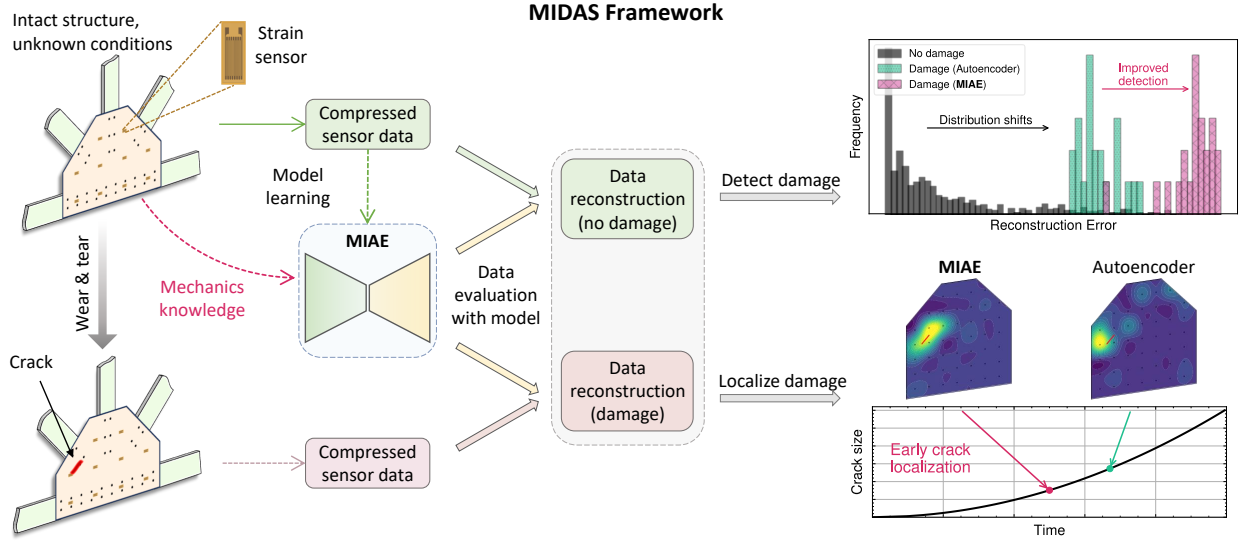 MIDAS Framework
Intact structure,
unknown conditions
Strain
sensor
Compressed
sensor data
Model
learning
MIAE
Mechanics
knowledge
Wear & tear
Data
evaluation
with model
Crack
Compressed
sensor data
Data
reconstruction
(no damage)
Data
reconstruction
(damage)
Detect damage
Localize damage
No damage
Damage (Autoencoder)
Damage (MIAE)
Improved
detection
Distribution shifts
Frequency
Reconstruction Error
MIAE
Autoencoder
Early crack
localization
Crack size
Time